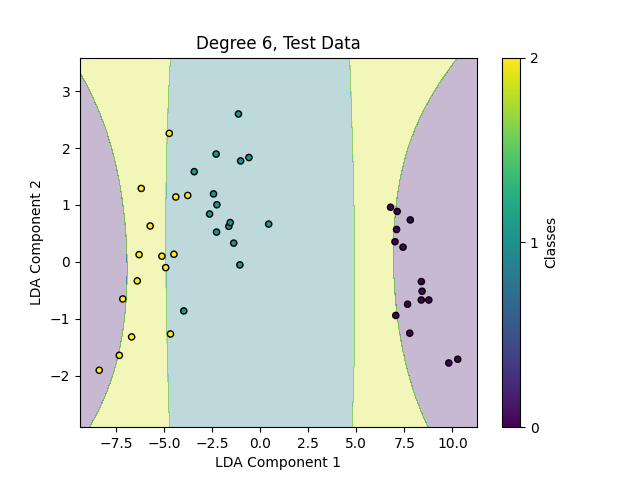 Degree 6, Test Data
3
2
1
0
−1
−2
LDA Component 2
−7.5 −5.0 −2.5 0.0 2.5 5.0 7.5 10.0
LDA Component 1
2
1
0
Classes